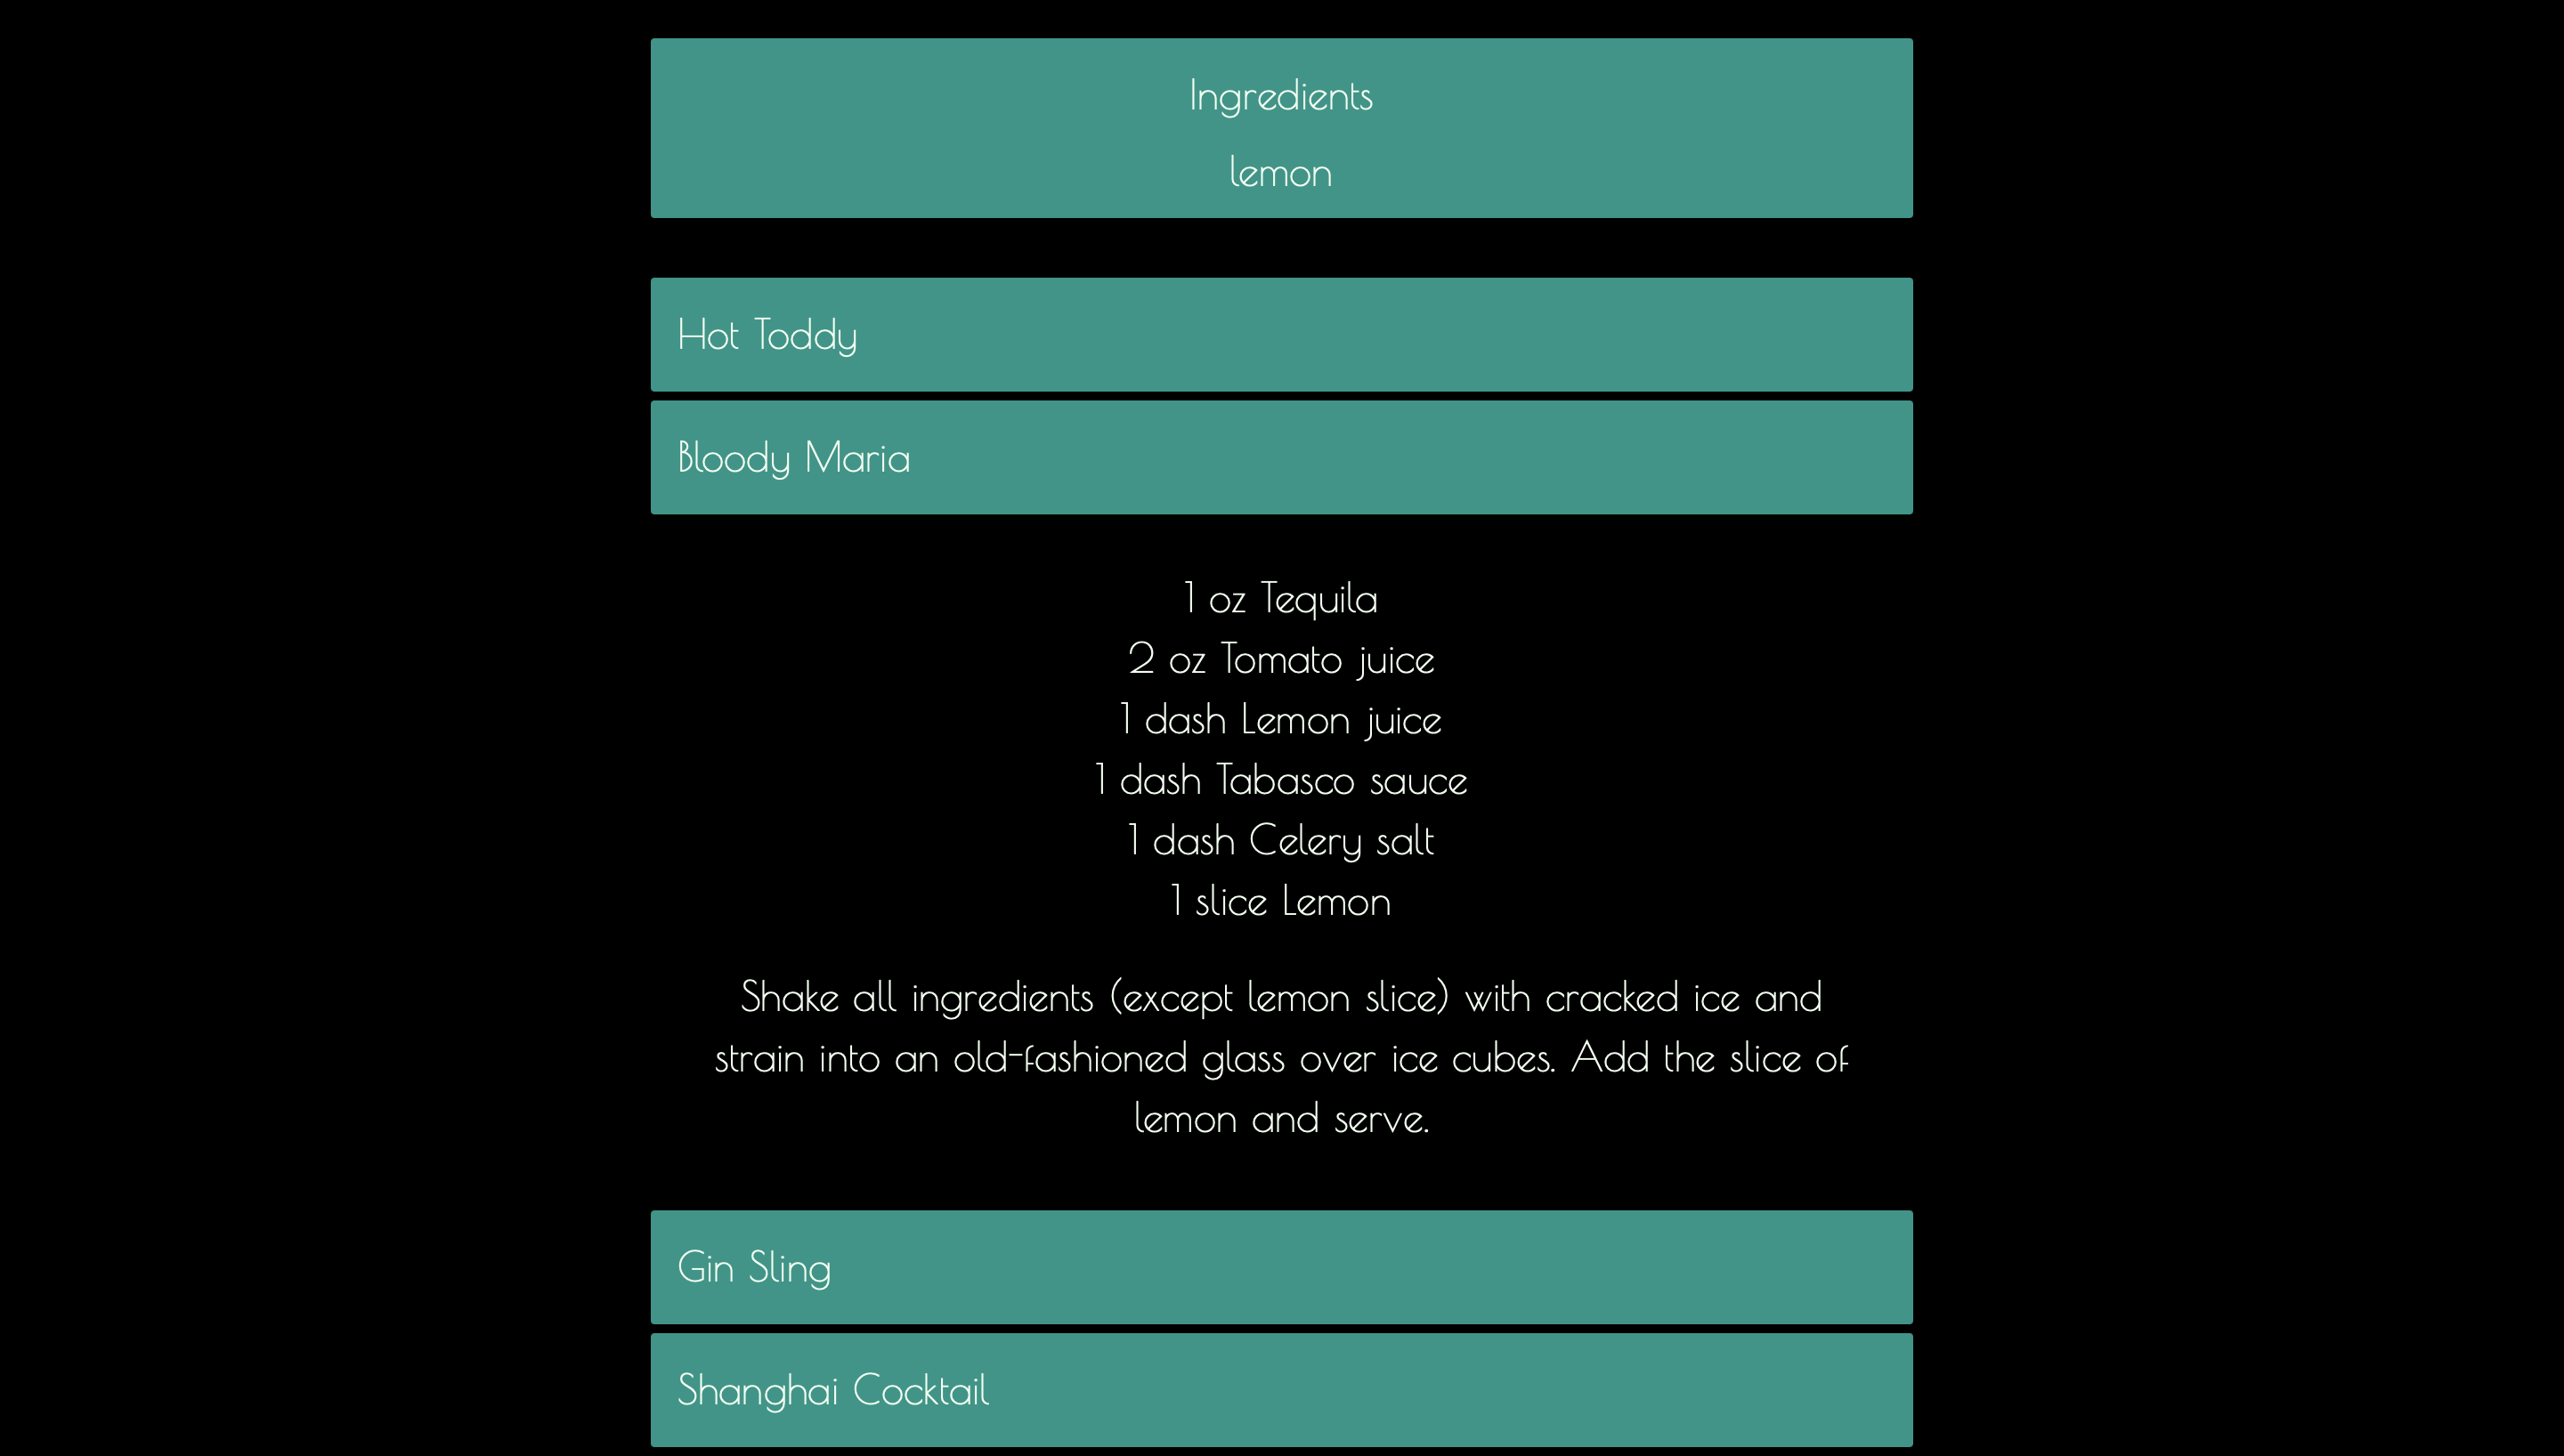 Ingredients
lemon
Hot Toddy
Bloody Maria
1 oz Tequila
2 oz Tomato juice
1 dash Lemon juice
1 dash Tabasco sauce
1 dash Celery salt
1 slice Lemon
Shake all ingredients (except lemon slice) with cracked ice and
strain into an old-fashioned glass over ice cubes. Add the slice of
lemon and serve.
Gin Sling
Shanghai Cocktail